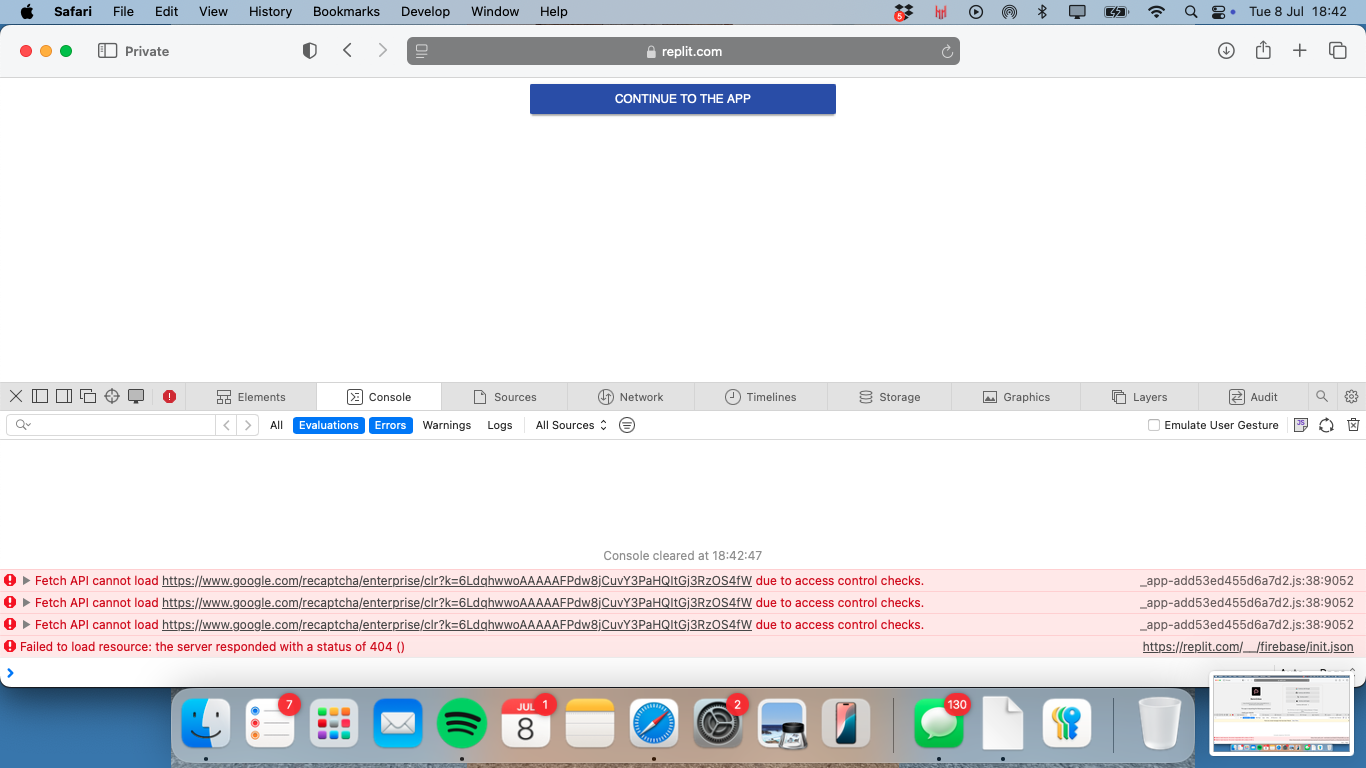 Safari File Edit View History Bookmarks Develop Window Help 5 Tue 8 Jul 18:42
Private replit.com
CONTINUE TO THE APP
Elements Console Sources Network Timelines Storage Graphics Layers Audit
All Evaluations Errors Warnings Logs All Sources Emulate User Gesture JS
Console cleared at 18:42:47
Fetch API cannot load https://www.google.com/recaptcha/enterprise/clr?k=6LdqhwwoAAAAAFPdw8jCuvY3PaHQItGj3RzOS4fW due to access control checks. _app-add53ed455d6a7d2.js:38:9052
Fetch API cannot load https://www.google.com/recaptcha/enterprise/clr?k=6LdqhwwoAAAAAFPdw8jCuvY3PaHQItGj3RzOS4fW due to access control checks. _app-add53ed455d6a7d2.js:38:9052
Fetch API cannot load https://www.google.com/recaptcha/enterprise/clr?k=6LdqhwwoAAAAAFPdw8jCuvY3PaHQItGj3RzOS4fW due to access control checks. _app-add53ed455d6a7d2.js:38:9052
Failed to load resource: the server responded with a status of 404 () https://replit.com/__/firebase/init.json
7 JUL 1 2 130
8